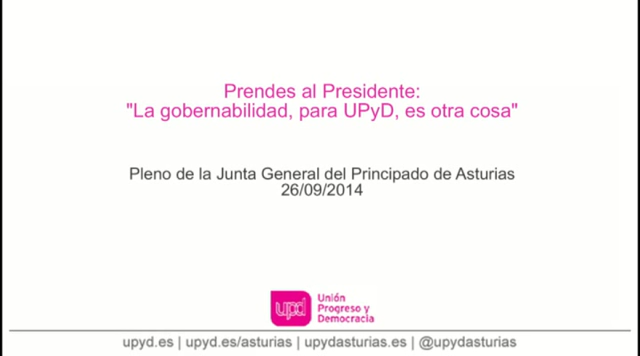 Prendes al Presidente:
"La gobernabilidad, para UPyD, es otra cosa"
Pleno de la Junta General del Principado de Asturias
26/09/2014
upd
Unión
Progreso y
Democracia
upyd.es | upyd.es/asturias | upydasturias.es | @upydasturias